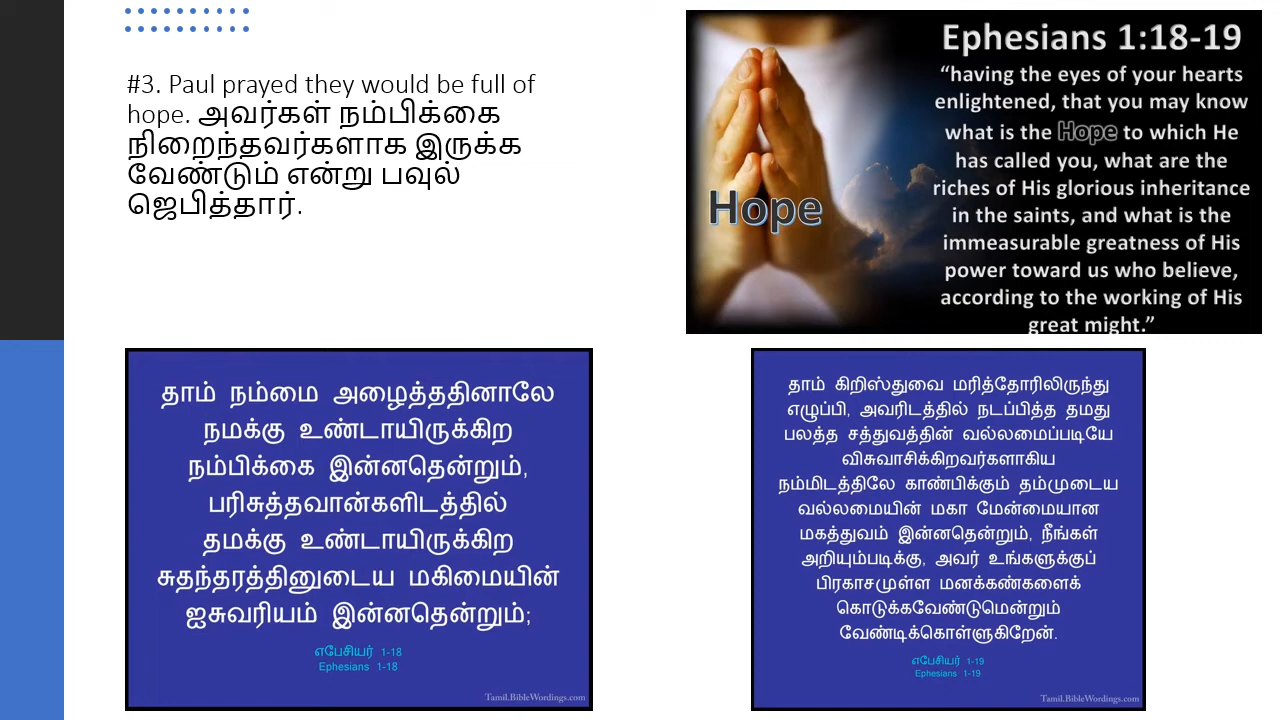 #3. Paul prayed they would be full of
hope. அவர்கள் நம்பிக்கை
நிறைந்தவர்களாக இருக்க
வேண்டும் என்று பவுல்
ஜெபித்தார்.
Hope
Ephesians 1:18-19
“having the eyes of your hearts
enlightened, that you may know
what is the Hope to which He
has called you, what are the
riches of His glorious inheritance
in the saints, and what is the
immeasurable greatness of His
power toward us who believe,
according to the working of His
great might.”
தாம் நம்மை அழைத்ததினாலே
நமக்கு உண்டாயிருக்கிற
நம்பிக்கை இன்னதென்றும்,
பரிசுத்தவான்களிடத்தில்
தமக்கு உண்டாயிருக்கிற
சுதந்தரத்தினுடைய மகிமையின்
ஐசுவரியம் இன்னதென்றும்;
எபேசியர் 1-18
Ephesians 1-18
Tamil.BibleWordings.com
தாம் கிறிஸ்துவை மரித்தோரிலிருந்து
எழுப்பி, அவரிடத்தில் நடப்பித்த தமது
பலத்த சத்துவத்தின் வல்லமைப்படியே
விசுவாசிக்கிறவர்களாகிய
நம்மிடத்திலே காண்பிக்கும் தம்முடைய
வல்லமையின் மகா மேன்மையான
மகத்துவம் இன்னதென்றும், நீங்கள்
அறியும்படிக்கு, அவர் உங்களுக்குப்
பிரகாசமுள்ள மனக்கண்களைக்
கொடுக்கவேண்டுமென்றும்
வேண்டிக்கொள்ளுகிறேன்.
எபேசியர் 1-19
Ephesians 1-19
Tamil.BibleWordings.com